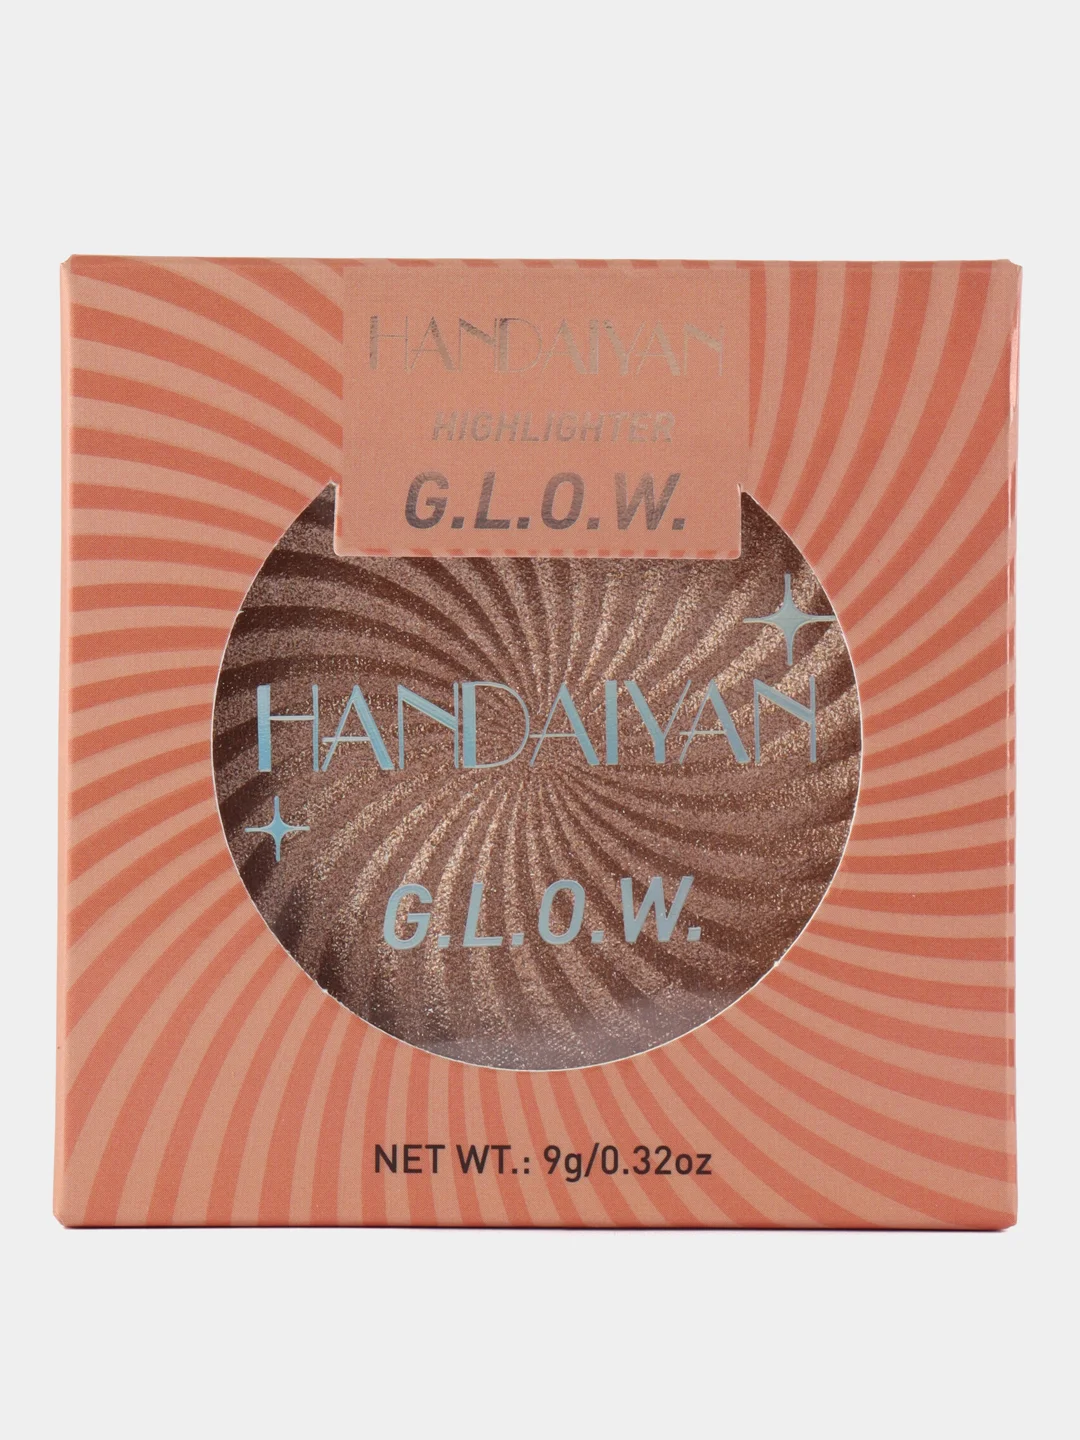 HANDAIYAN
HIGHLIGHTER
G.L.O.W.
HANDAIYAN
G.L.O.W.
NET WT.: 9g/0.32oz